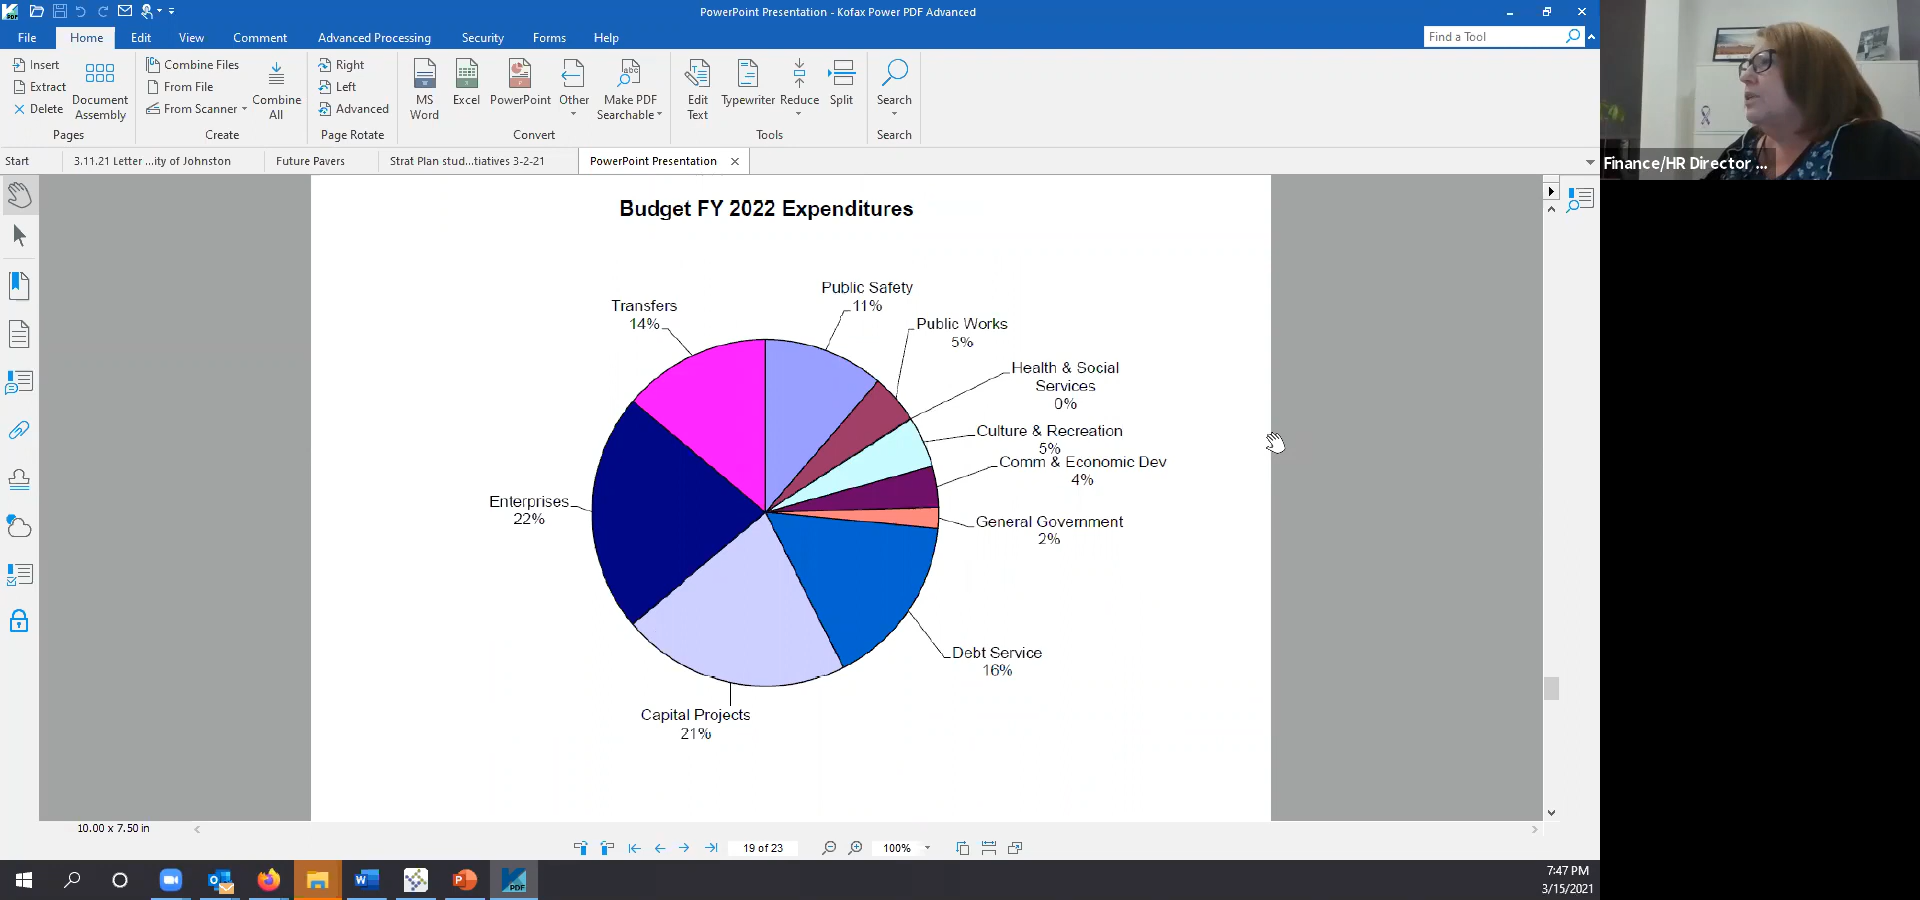 PowerPoint Presentation - Kofax Power PDF Advanced
File Home Edit View Comment Advanced Processing Security Forms Help
Find a Tool
Insert
Extract
Delete
Document
Assembly
Pages
Combine Files
From File
From Scanner
Combine
All
Create
Right
Left
Advanced
Page Rotate
MS
Word
Excel
PowerPoint
Other
Make PDF
Searchable
Convert
Edit
Text
Typewriter
Reduce
Split
Tools
Search
Search
Start
3.11.21 Letter ...ity of Johnston
Future Pavers
Strat Plan stud...tiatives 3-2-21
PowerPoint Presentation
Finance/HR Director ...
Budget FY 2022 Expenditures
Public Safety
11%
Transfers
14%
Public Works
5%
Health & Social
Services
0%
Culture & Recreation
5%
Comm & Economic Dev
4%
Enterprises
22%
General Government
2%
Debt Service
16%
Capital Projects
21%
10.00 x 7.50 in
19 of 23
100%
7:47 PM
3/15/2021